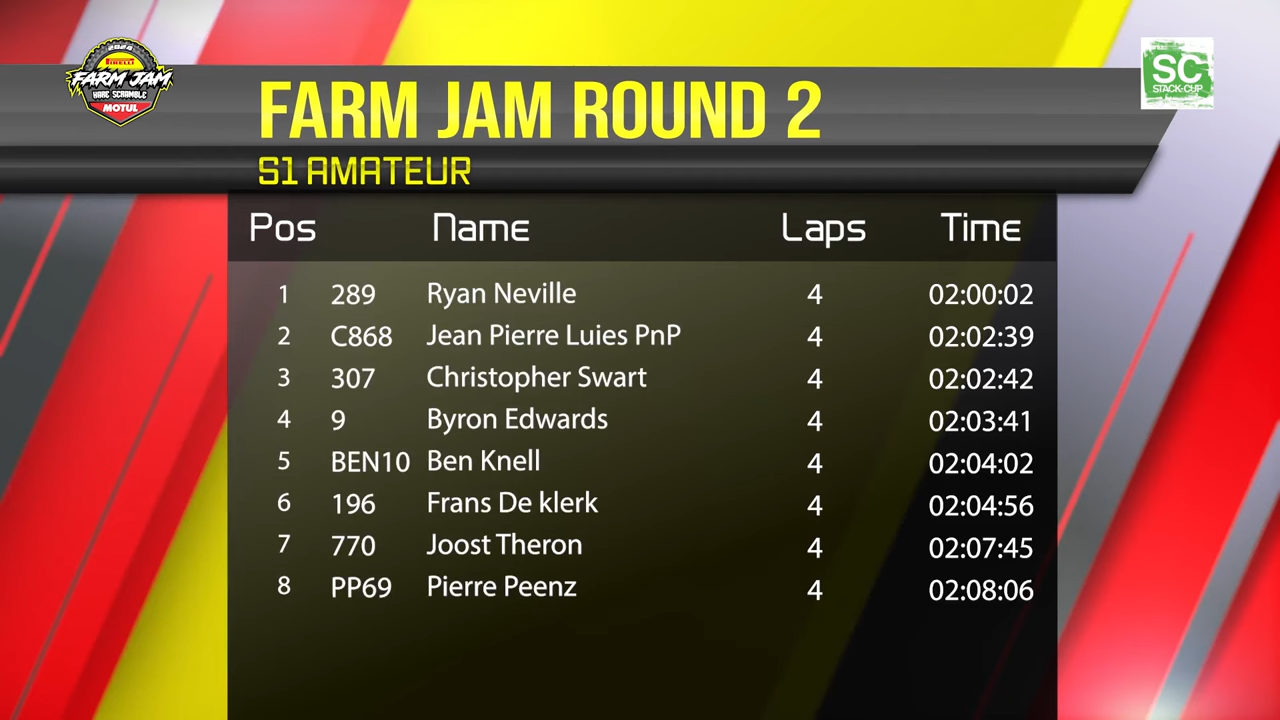 2024
PIRELLI
FARM JAM
HARE SCRAMBLE
MOTUL
SC
STACK-CUP
FARM JAM ROUND 2
S1 AMATEUR
Pos Name Laps Time
1 289 Ryan Neville 4 02:00:02
2 C868 Jean Pierre Luies PnP 4 02:02:39
3 307 Christopher Swart 4 02:02:42
4 9 Byron Edwards 4 02:03:41
5 BEN10 Ben Knell 4 02:04:02
6 196 Frans De klerk 4 02:04:56
7 770 Joost Theron 4 02:07:45
8 PP69 Pierre Peenz 4 02:08:06